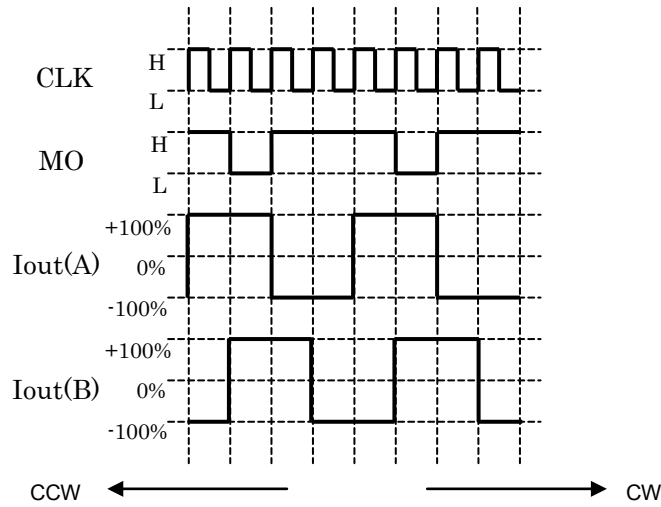 CLK
H
L
MO
H
L
Iout(A)
+100%
0%
-100%
Iout(B)
+100%
0%
-100%
CCW
CW